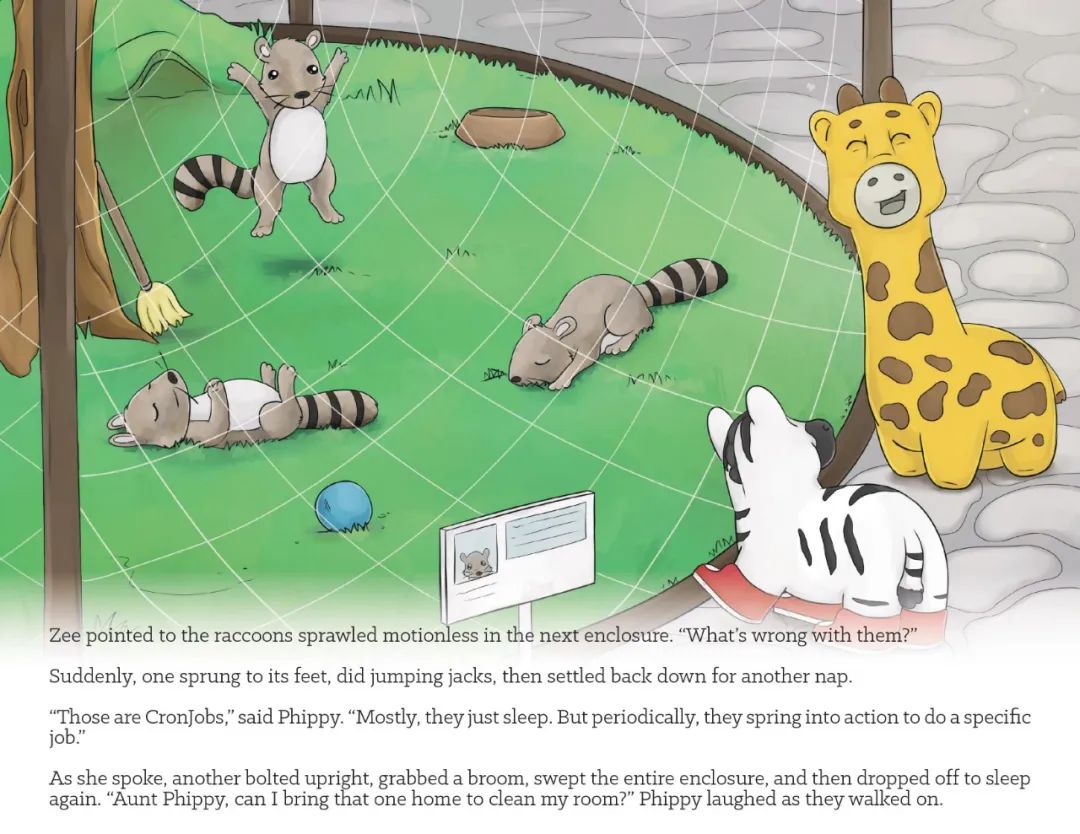 Zee pointed to the raccoons sprawled motionless in the next enclosure. “What’s wrong with them?”
Suddenly, one sprung to its feet, did jumping jacks, then settled back down for another nap.
“Those are CronJobs,” said Phippy. “Mostly, they just sleep. But periodically, they spring into action to do a specific
job.”
As she spoke, another bolted upright, grabbed a broom, swept the entire enclosure, and then dropped off to sleep
again. “Aunt Phippy, can I bring that one home to clean my room?” Phippy laughed as they walked on.